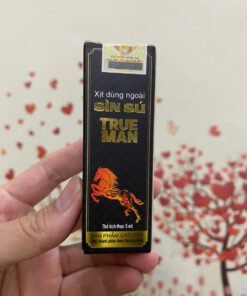 Xịt dùng ngoài
SÌN SÚ
TRUE
MAN
Thể tích thực 5 ml
SẢN PHẨM CAO CẤP